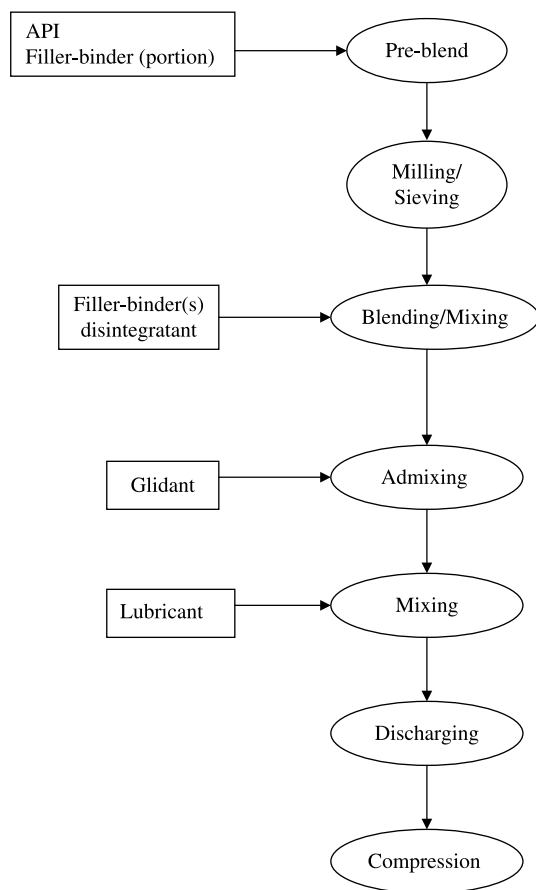 API
Filler-binder (portion)
Pre-blend
Milling/
Sieving
Filler-binder(s)
disintegratant
Blending/Mixing
Glidant
Admixing
Lubricant
Mixing
Discharging
Compression